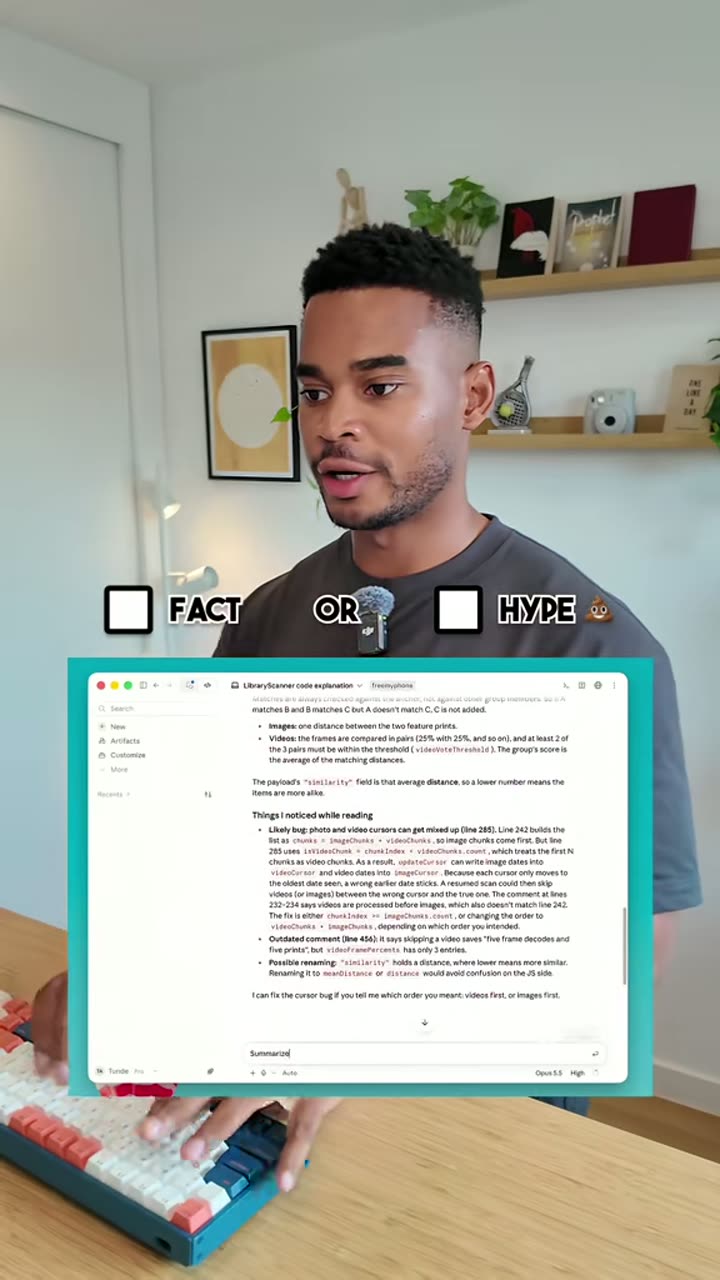 Prophet
ONE
LINE
A
DAY
FACT OR HYPE 💩
LibraryScanner code explanation freemyphone
Search
New
Artifacts
Customize
More
Recents
matches B and B matches C but A doesn't match C, C is not added.
• Images: one distance between the two feature prints.
• Videos: the frames are compared in pairs (25% with 25%, and so on), and at least 2 of
the 3 pairs must be within the threshold ( videoVoteThreshold ). The group's score is
the average of the matching distances.
The payload's "similarity" field is that average distance, so a lower number means the
items are more alike.
Things I noticed while reading
• Likely bug: photo and video cursors can get mixed up (line 285). Line 242 builds the
list as chunks = imageChunks + videoChunks, so image chunks come first. But line
285 uses isVideoChunk = chunkIndex < videoChunks.count, which treats the first N
chunks as video chunks. As a result, updateCursor can write image dates into
videoCursor and video dates into imageCursor. Because each cursor only moves to
the oldest date seen, a wrong earlier date sticks. A resumed scan could then skip
videos (or images) between the wrong cursor and the true one. The comment at lines
232–234 says videos are processed before images, which also doesn't match line 242.
The fix is either chunkIndex >= imageChunks.count, or changing the order to
videoChunks + imageChunks, depending on which order you intended.
• Outdated comment (line 456): it says skipping a video saves "five frame decodes and
five prints", but videoFramePercents has only 3 entries.
• Possible renaming: "similarity" holds a distance, where lower means more similar.
Renaming it to meanDistance or distance would avoid confusion on the JS side.
I can fix the cursor bug if you tell me which order you meant: videos first, or images first.
Summarize
Auto
Opus 5.5 High
Tunde Pro